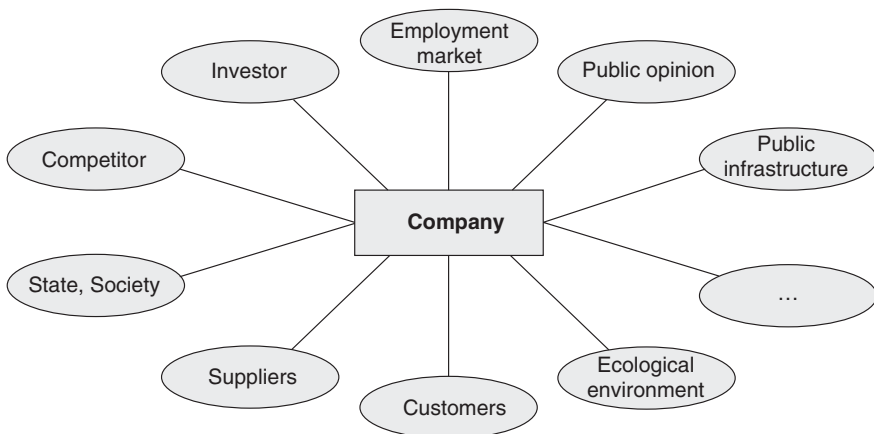 Employment
market
Investor
Public opinion
Competitor
Public
infrastructure
Company
State, Society
...
Suppliers
Ecological
environment
Customers